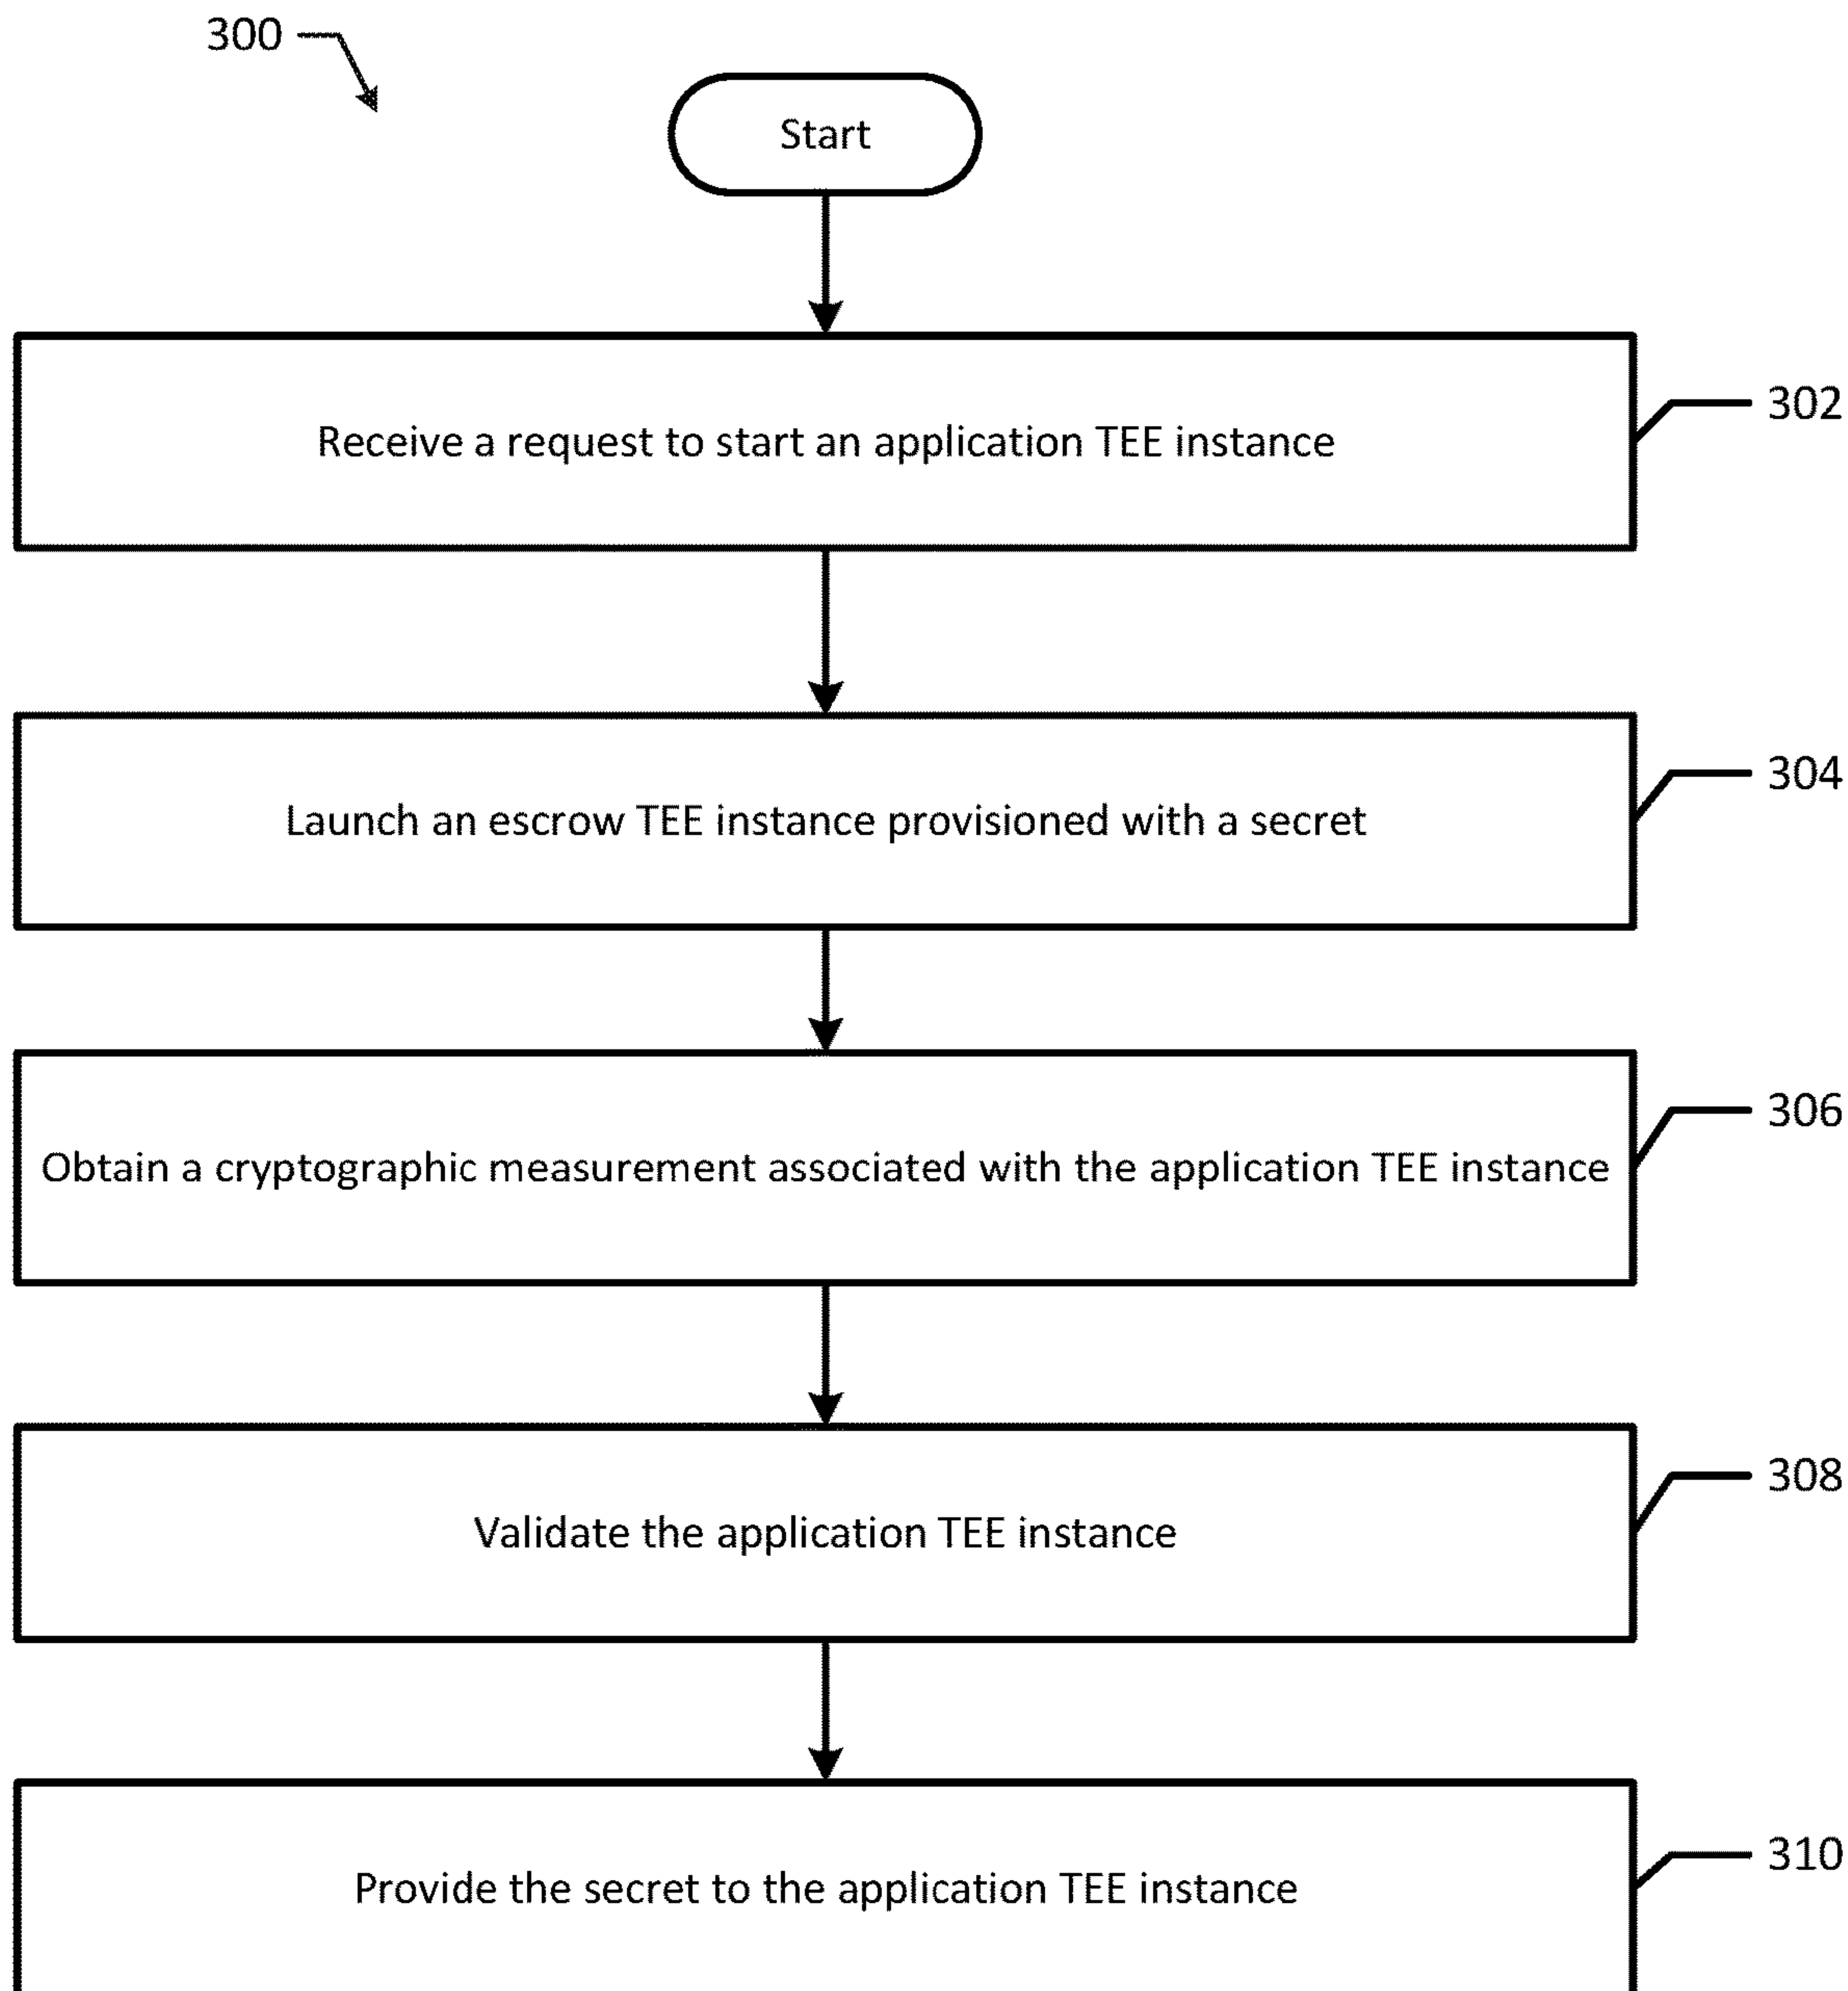 300
Start
Receive a request to start an application TEE instance
302
Launch an escrow TEE instance provisioned with a secret
304
Obtain a cryptographic measurement associated with the application TEE instance
306
Validate the application TEE instance
308
Provide the secret to the application TEE instance
310